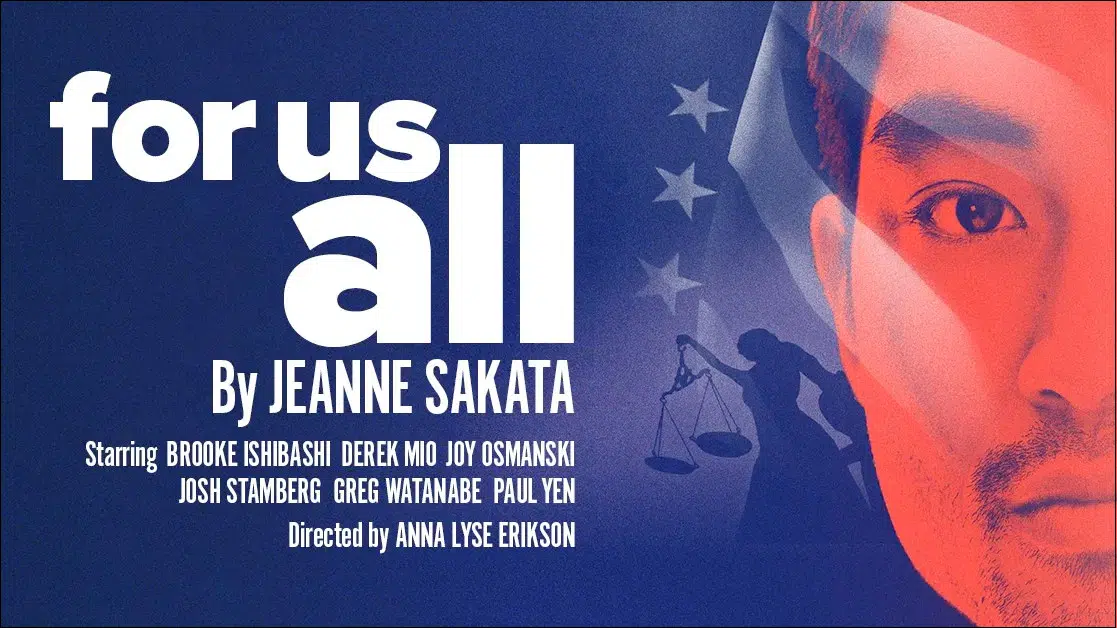 for us
all
By JEANNE SAKATA
Starring BROOKE ISHIBASHI DEREK MIO JOY OSMANSKI
JOSH STAMBERG GREG WATANABE PAUL YEN
Directed by ANNA LYSE ERIKSON